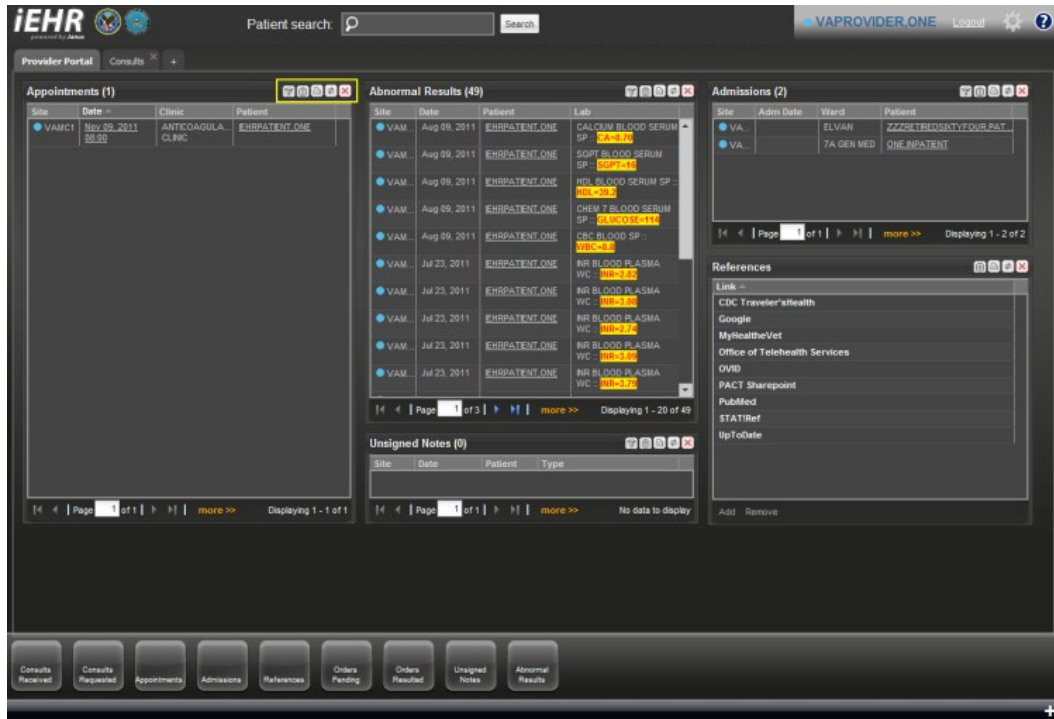 iEHR
powered by Janus
Patient search:
Search
VAPROVIDER,ONE
Logout
?
Provider Portal
Consults
+
Appointments (1)
Site Date Clinic Patient
VAMC1 Nov 09, 2011 08:00 ANTICOAGULA... CLINIC EHRPATIENT,ONE
Page 1 of 1 more >> Displaying 1 - 1 of 1
Abnormal Results (49)
Site Date Patient Lab
VAM... Aug 09, 2011 EHRPATIENT,ONE CALCIUM BLOOD SERUM
SP :: CA=8.70
VAM... Aug 09, 2011 EHRPATIENT,ONE SGPT BLOOD SERUM
SP :: SGPT=16
VAM... Aug 09, 2011 EHRPATIENT,ONE HDL BLOOD SERUM SP ::
HDL=39.2
VAM... Aug 09, 2011 EHRPATIENT,ONE CHEM 7 BLOOD SERUM
SP :: GLUCOSE=114
VAM... Aug 09, 2011 EHRPATIENT,ONE CBC BLOOD SP ::
WBC=8.8
VAM... Jul 23, 2011 EHRPATIENT,ONE INR BLOOD PLASMA
WC :: INR=2.82
VAM... Jul 23, 2011 EHRPATIENT,ONE INR BLOOD PLASMA
WC :: INR=3.08
VAM... Jul 23, 2011 EHRPATIENT,ONE INR BLOOD PLASMA
WC :: INR=2.74
VAM... Jul 23, 2011 EHRPATIENT,ONE INR BLOOD PLASMA
WC :: INR=3.09
VAM... Jul 23, 2011 EHRPATIENT,ONE INR BLOOD PLASMA
WC :: INR=3.79
Page 1 of 3 more >> Displaying 1 - 20 of 49
Unsigned Notes (0)
Site Date Patient Type
Page 1 of 1 more >> No data to display
Admissions (2)
Site Adm Date Ward Patient
VA... ELVAN ZZZRETIREDSIXTYFOUR,PAT...
VA... 7A GEN MED ONE,INPATIENT
Page 1 of 1 more >> Displaying 1 - 2 of 2
References
Link
CDC Traveler'sHealth
Google
MyHealtheVet
Office of Telehealth Services
OVID
PACT Sharepoint
PubMed
STAT!Ref
UpToDate
Add Remove
Consults Received
Consults Requested
Appointments
Admissions
References
Orders Pending
Orders Resulted
Unsigned Notes
Abnormal Results
+